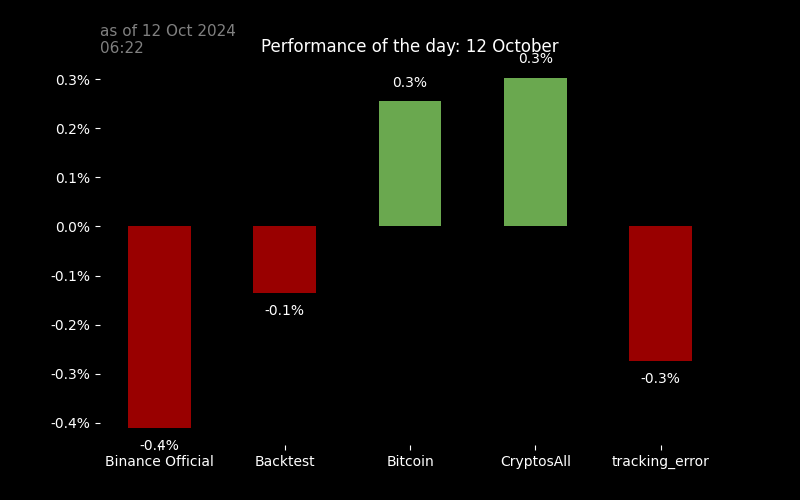 as of 12 Oct 2024
06:22
Performance of the day: 12 October
0.3%
0.2%
0.1%
0.0%
-0.1%
-0.2%
-0.3%
-0.4%
-0.4%
-0.1%
0.3%
0.3%
-0.3%
Binance Official
Backtest
Bitcoin
CryptosAll
tracking_error